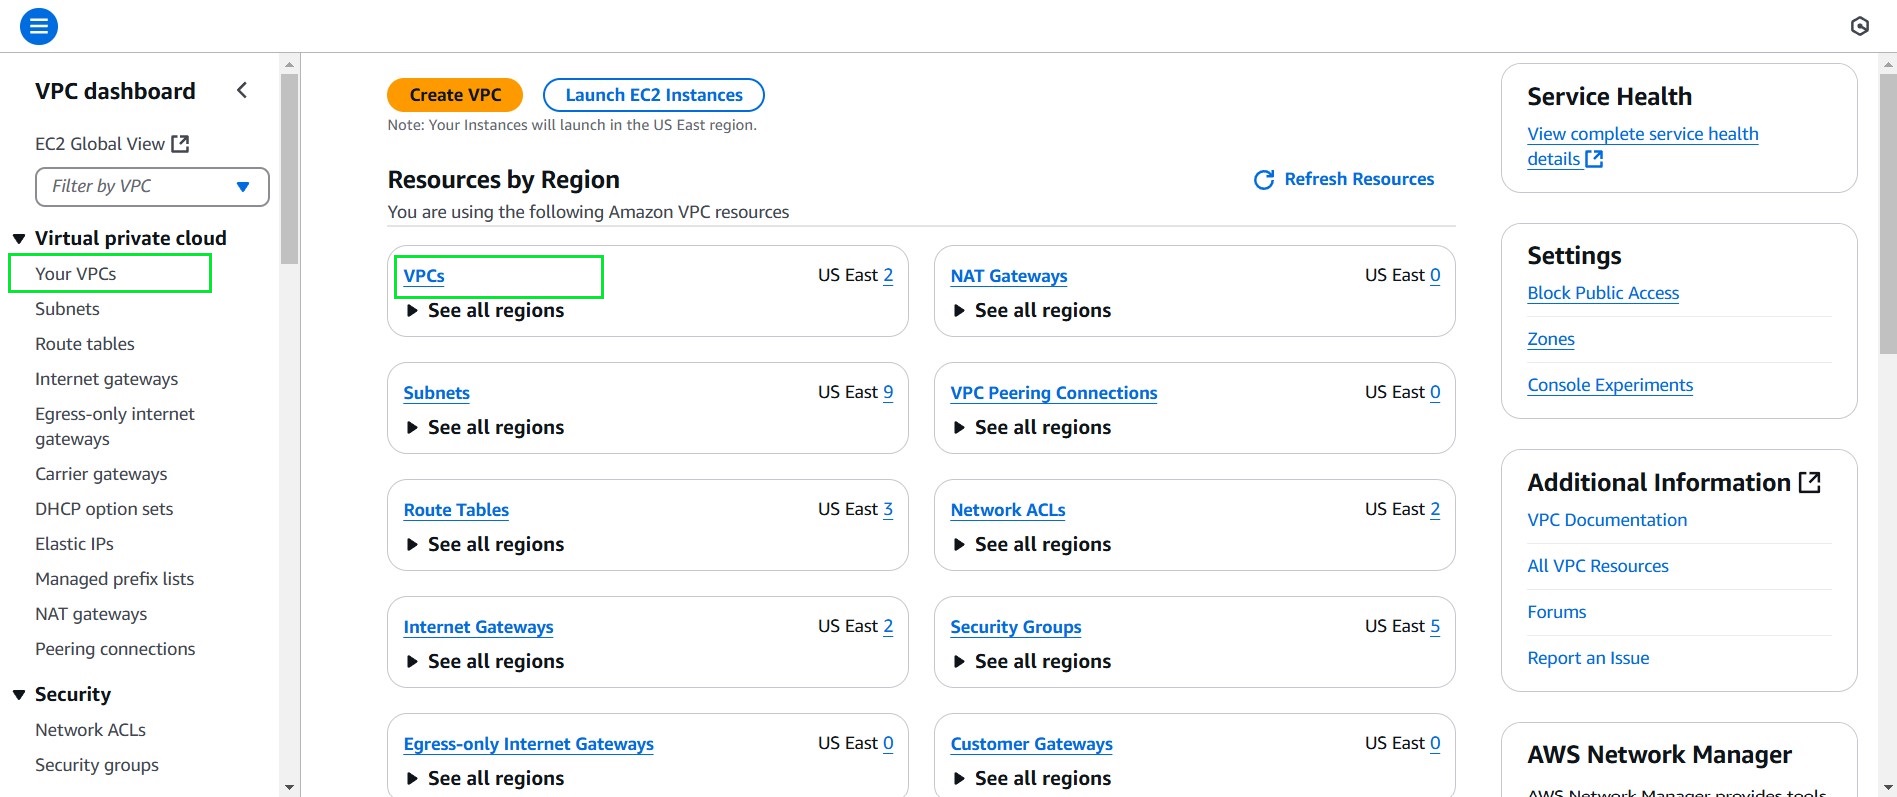 VPC dashboard
EC2 Global View
Filter by VPC
Virtual private cloud
Your VPCs
Subnets
Route tables
Internet gateways
Egress-only internet
gateways
Carrier gateways
DHCP option sets
Elastic IPs
Managed prefix lists
NAT gateways
Peering connections
Security
Network ACLs
Security groups
Create VPC
Launch EC2 Instances
Note: Your Instances will launch in the US East region.
Resources by Region
Refresh Resources
You are using the following Amazon VPC resources
VPCs US East 2
See all regions
NAT Gateways US East 0
See all regions
Subnets US East 9
See all regions
VPC Peering Connections US East 0
See all regions
Route Tables US East 3
See all regions
Network ACLs US East 2
See all regions
Internet Gateways US East 2
See all regions
Security Groups US East 5
See all regions
Egress-only Internet Gateways US East 0
See all regions
Customer Gateways US East 0
See all regions
Service Health
View complete service health
details
Settings
Block Public Access
Zones
Console Experiments
Additional Information
VPC Documentation
All VPC Resources
Forums
Report an Issue
AWS Network Manager
AWS Network Manager provides tools